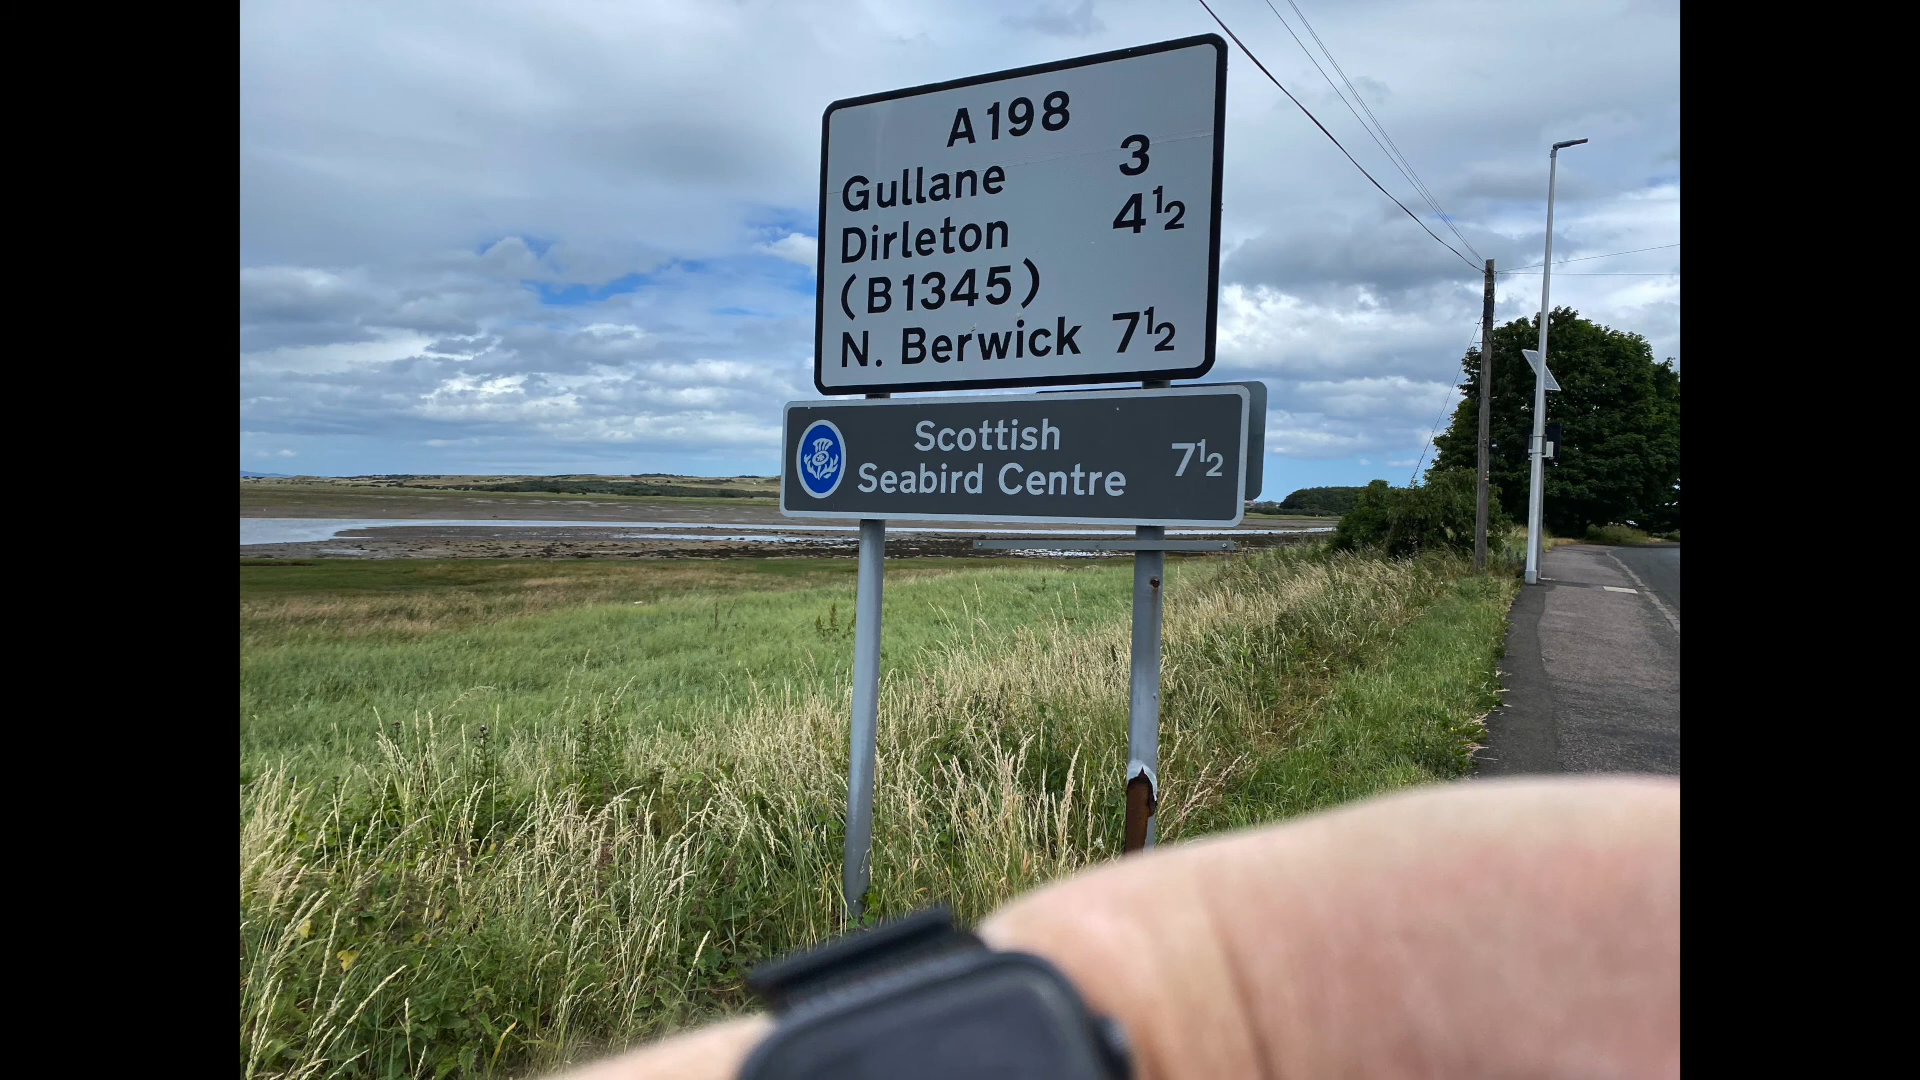 A198
Gullane 3
Dirleton 4½
(B1345)
N. Berwick 7½
Scottish
Seabird Centre 7½